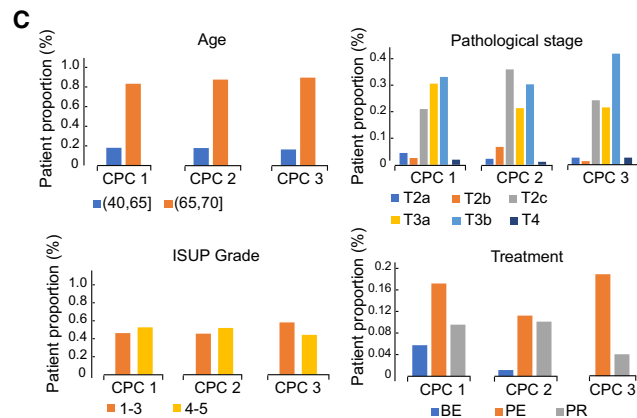 C
Age
Patient proportion (%)
1.0
0.8
0.6
0.4
0.2
0
CPC 1 CPC 2 CPC 3
(40,65] (65,70]
Pathological stage
Patient proportion (%)
0.4
0.3
0.2
0.1
0
CPC 1 CPC 2 CPC 3
T2a T2b T2c
T3a T3b T4
ISUP Grade
Patient proportion (%)
1.0
0.8
0.6
0.4
0.2
0
CPC 1 CPC 2 CPC 3
1-3 4-5
Treatment
Patient proportion (%)
0.2
0.16
0.12
0.08
0.04
CPC 1 CPC 2 CPC 3
BE PE PR